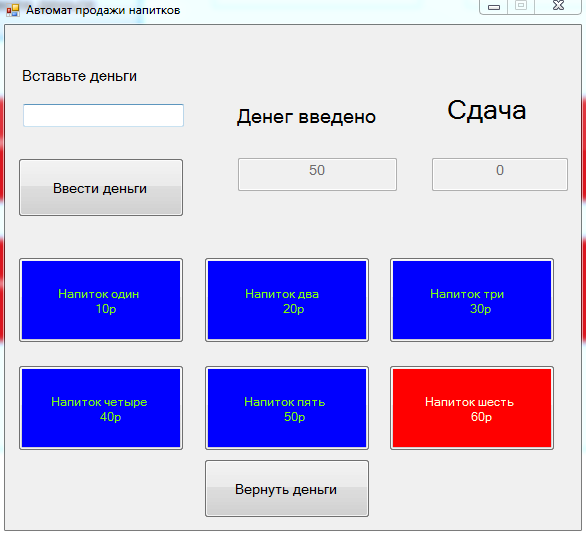 Автомат продажи напитков
Вставьте деньги
Денег введено
Сдача
Ввести деньги
50
0
Напиток один
10р
Напиток два
20р
Напиток три
30р
Напиток четыре
40р
Напиток пять
50р
Напиток шесть
60р
Вернуть деньги